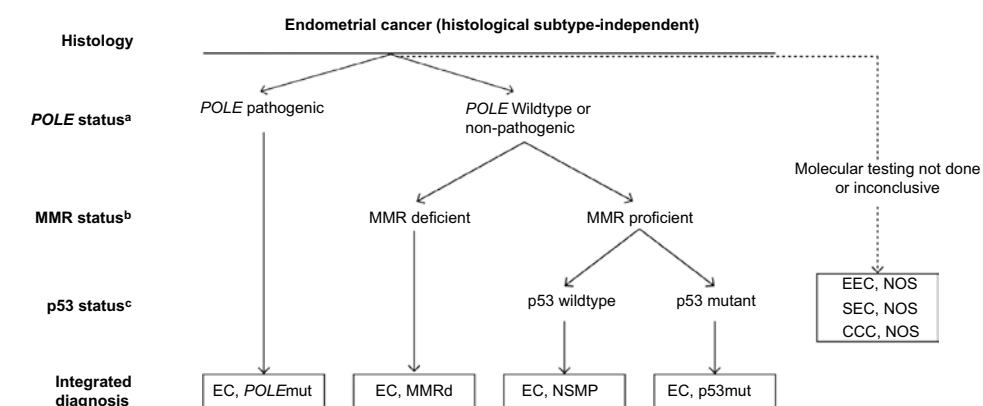 Endometrial cancer (histological subtype-independent)
Histology
POLE statusᵃ
POLE pathogenic
POLE Wildtype or
non-pathogenic
Molecular testing not done
or inconclusive
MMR statusᵇ
MMR deficient
MMR proficient
p53 statusᶜ
p53 wildtype
p53 mutant
EEC, NOS
SEC, NOS
CCC, NOS
Integrated
diagnosis
EC, POLEmut
EC, MMRd
EC, NSMP
EC, p53mut